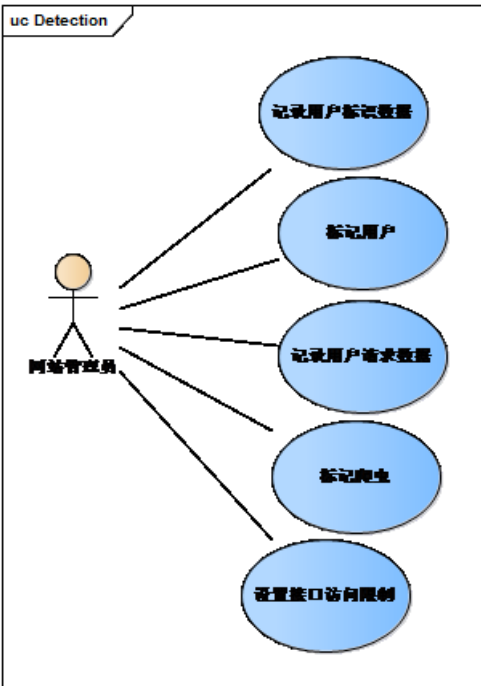 uc Detection
记录用户标识数据
标记用户
记录用户请求数据
网站管理员
标记爬虫
设置接口访问限制